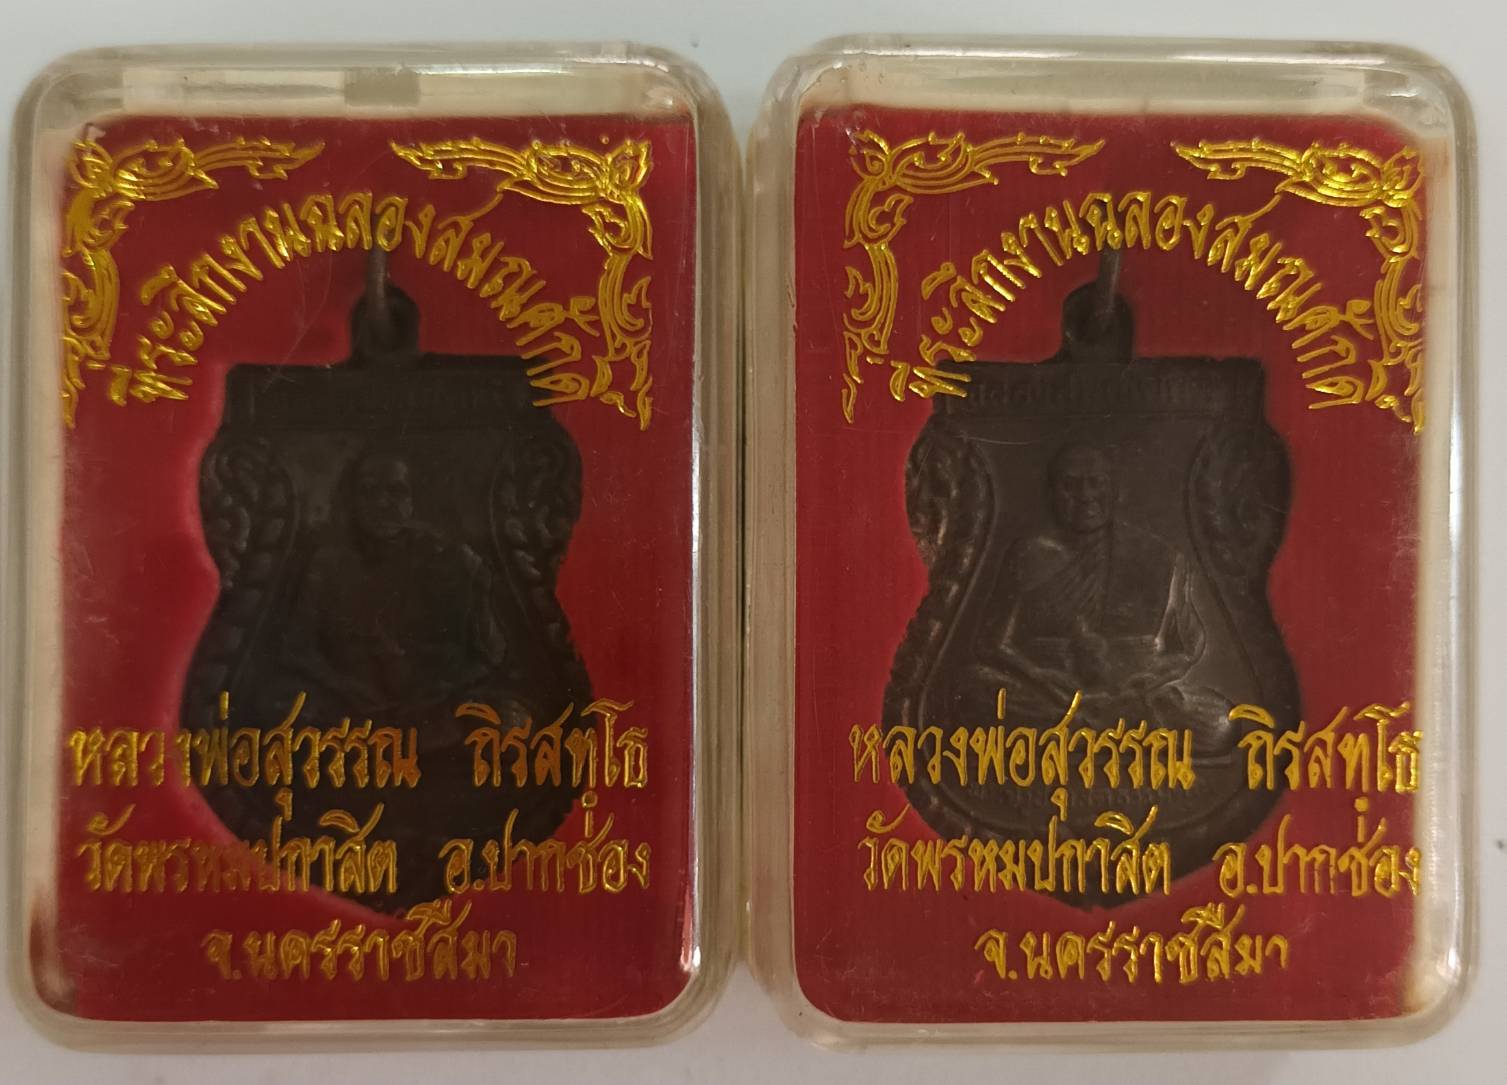 ที่ระลึกงานฉลองสมณศักดิ์
หลวงพ่อสุวรรณ ถิรสทฺโธ
วัดพรหมปกาสิต อ.ปากช่อง
จ.นครราชสีมา
ที่ระลึกงานฉลองสมณศักดิ์
หลวงพ่อสุวรรณ ถิรสทฺโธ
วัดพรหมปกาสิต อ.ปากช่อง
จ.นครราชสีมา